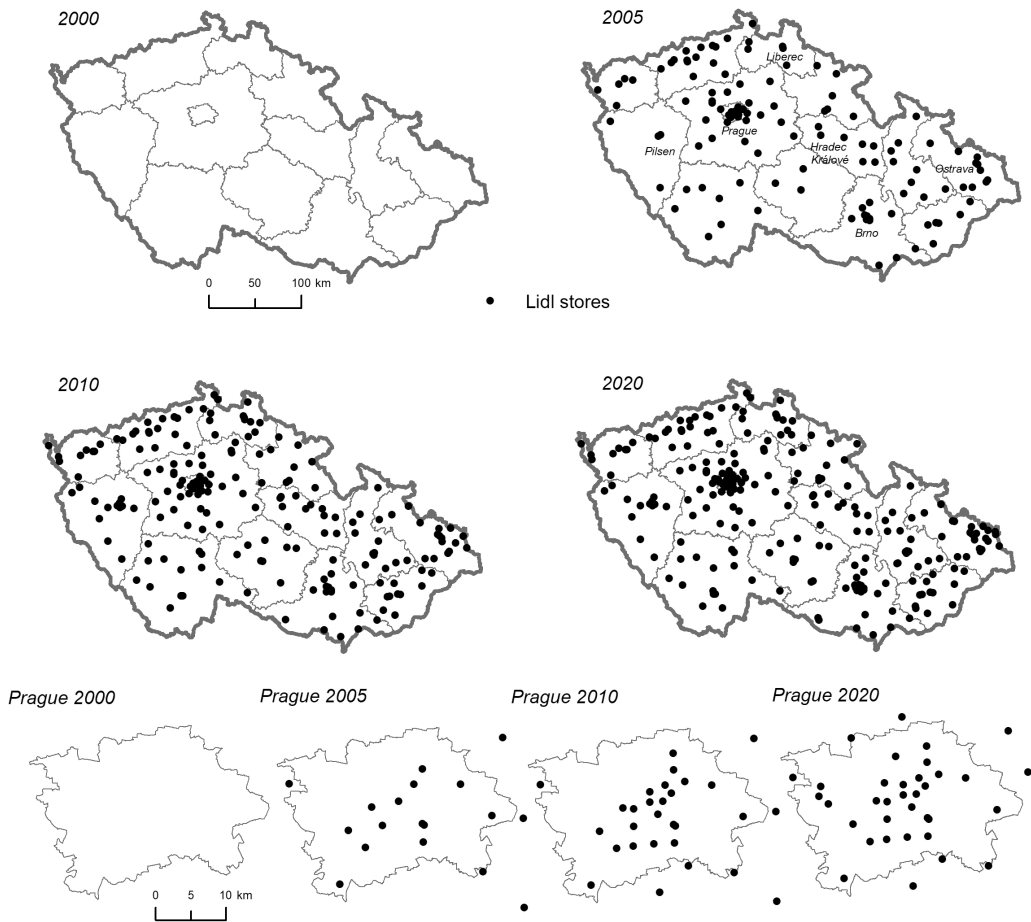 2000
2005
Liberec
Prague
Pilsen
Hradec
Králové
Ostrava
Brno
0 50 100 km
Lidl stores
2010
2020
Prague 2000
Prague 2005
Prague 2010
Prague 2020
0 5 10 km